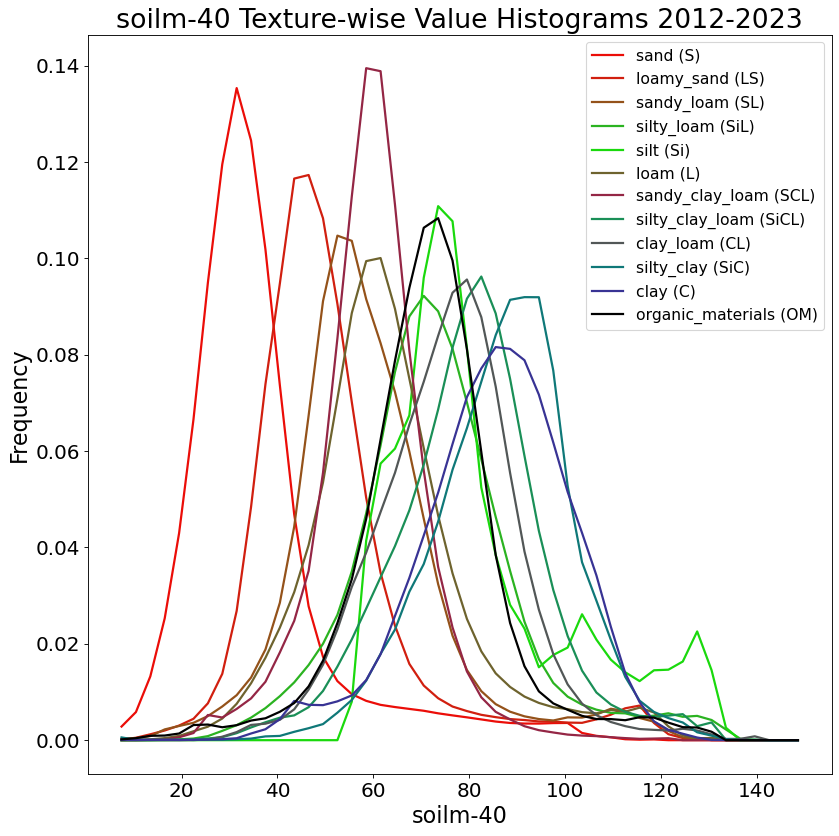 soilm-40 Texture-wise Value Histograms 2012-2023
sand (S)
loamy_sand (LS)
sandy_loam (SL)
silty_loam (SiL)
silt (Si)
loam (L)
sandy_clay_loam (SCL)
silty_clay_loam (SiCL)
clay_loam (CL)
silty_clay (SiC)
clay (C)
organic_materials (OM)
Frequency
0.14
0.12
0.10
0.08
0.06
0.04
0.02
0.00
20 40 60 80 100 120 140
soilm-40